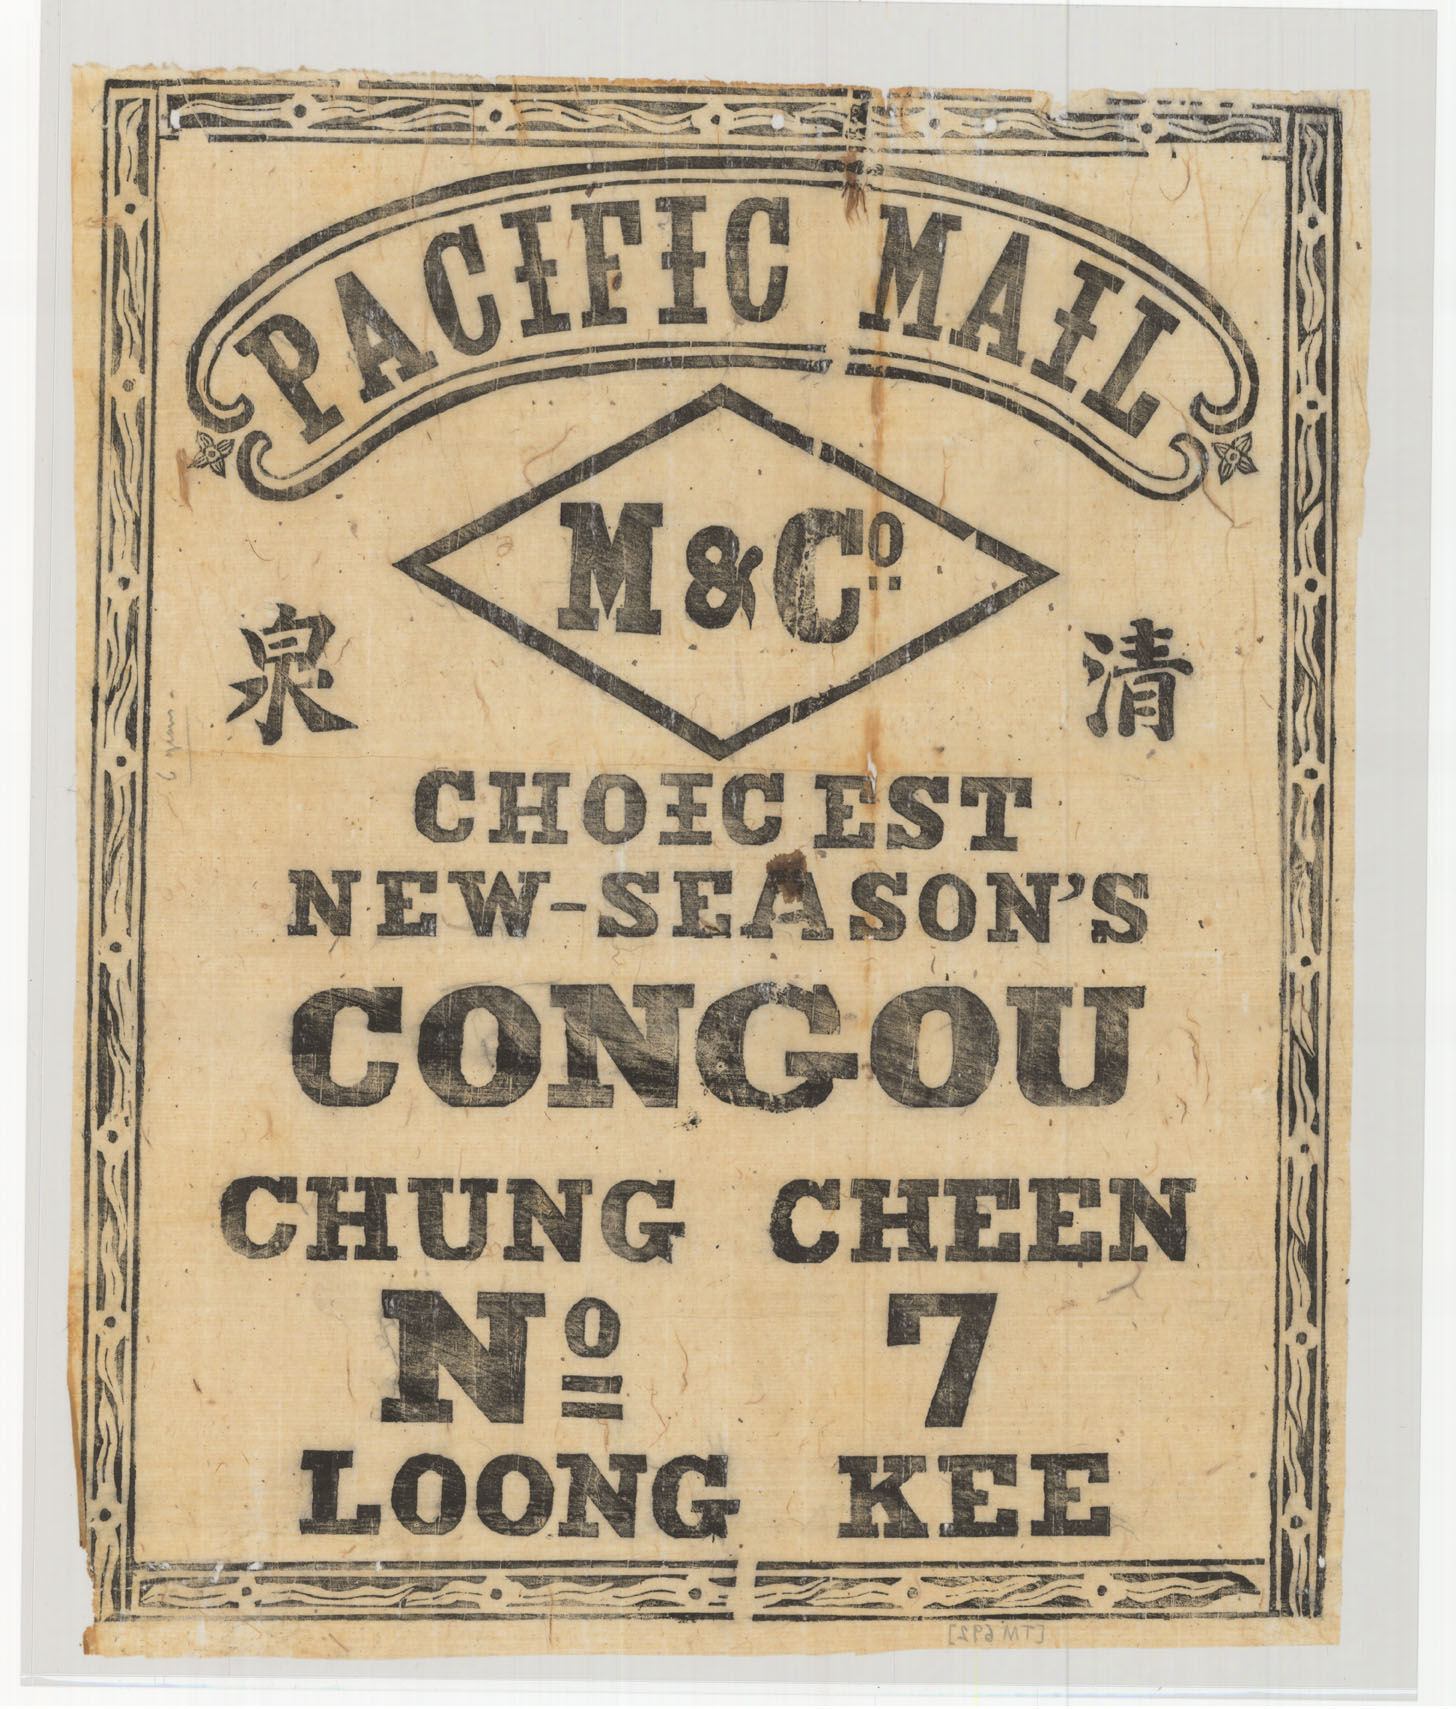 PACIFIC MAIL
M & Cº
泉 清
CHOICEST
NEW-SEASON'S
CONGOU
CHUNG CHEEN
Nº 7
LOONG KEE
[TM 692]